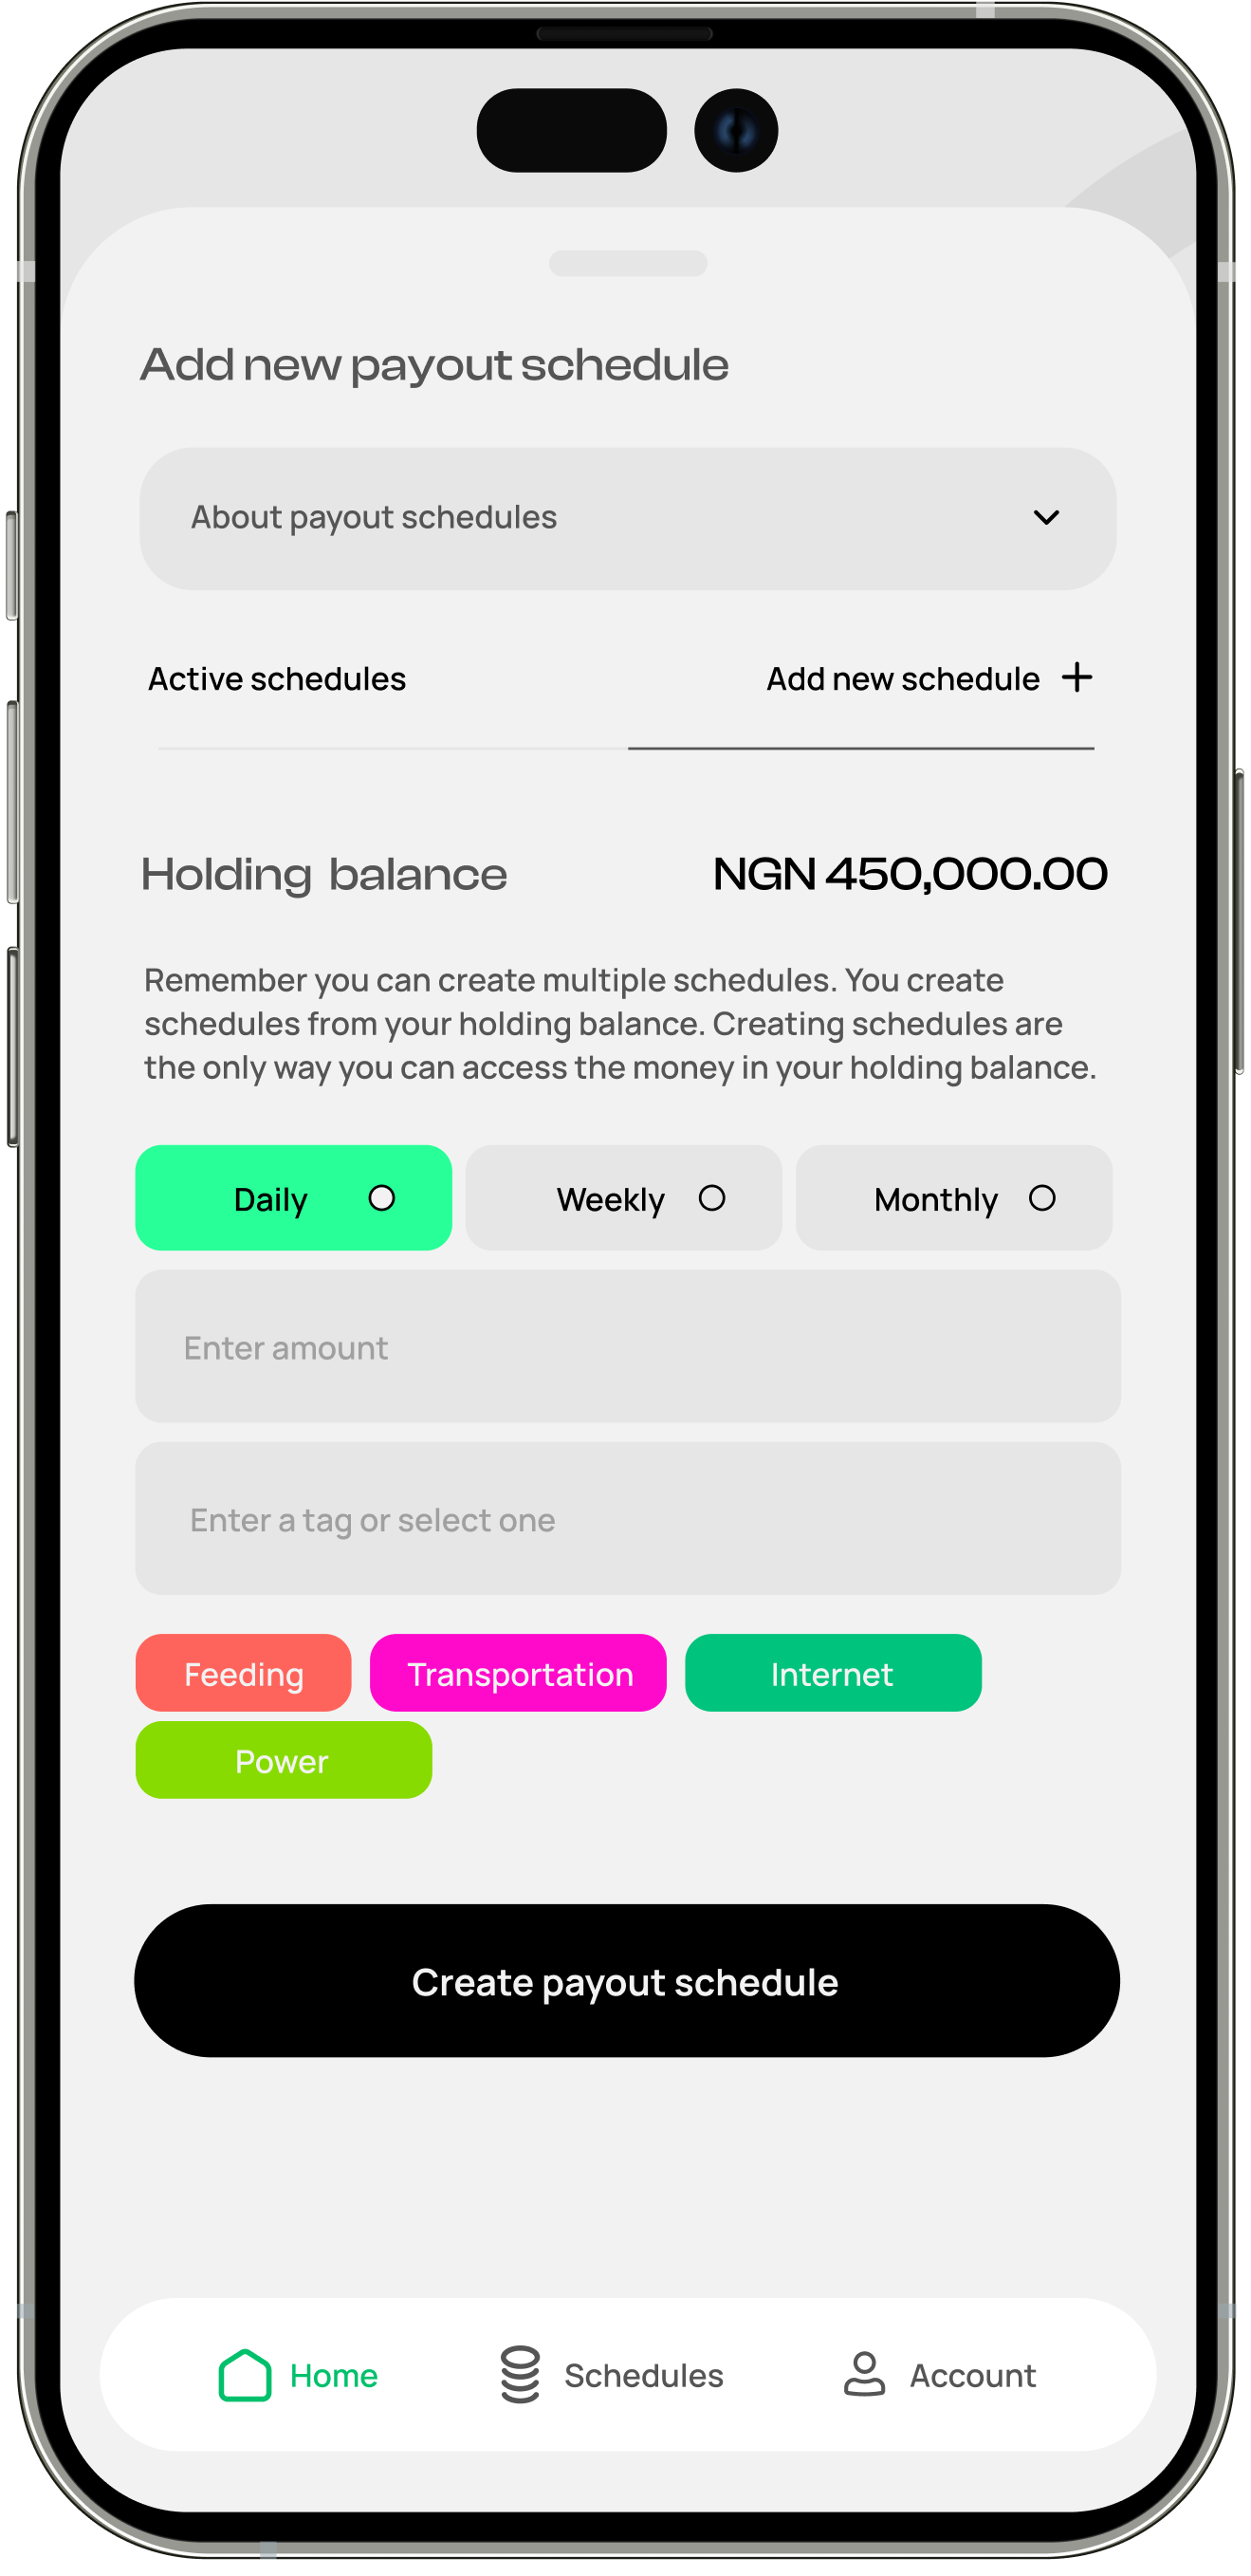 Add new payout schedule
About payout schedules
Active schedules
Add new schedule
Holding balance
NGN 450,000.00
Remember you can create multiple schedules. You create
schedules from your holding balance. Creating schedules are
the only way you can access the money in your holding balance.
Daily
Weekly
Monthly
Enter amount
Enter a tag or select one
Feeding
Transportation
Internet
Power
Create payout schedule
Home
Schedules
Account